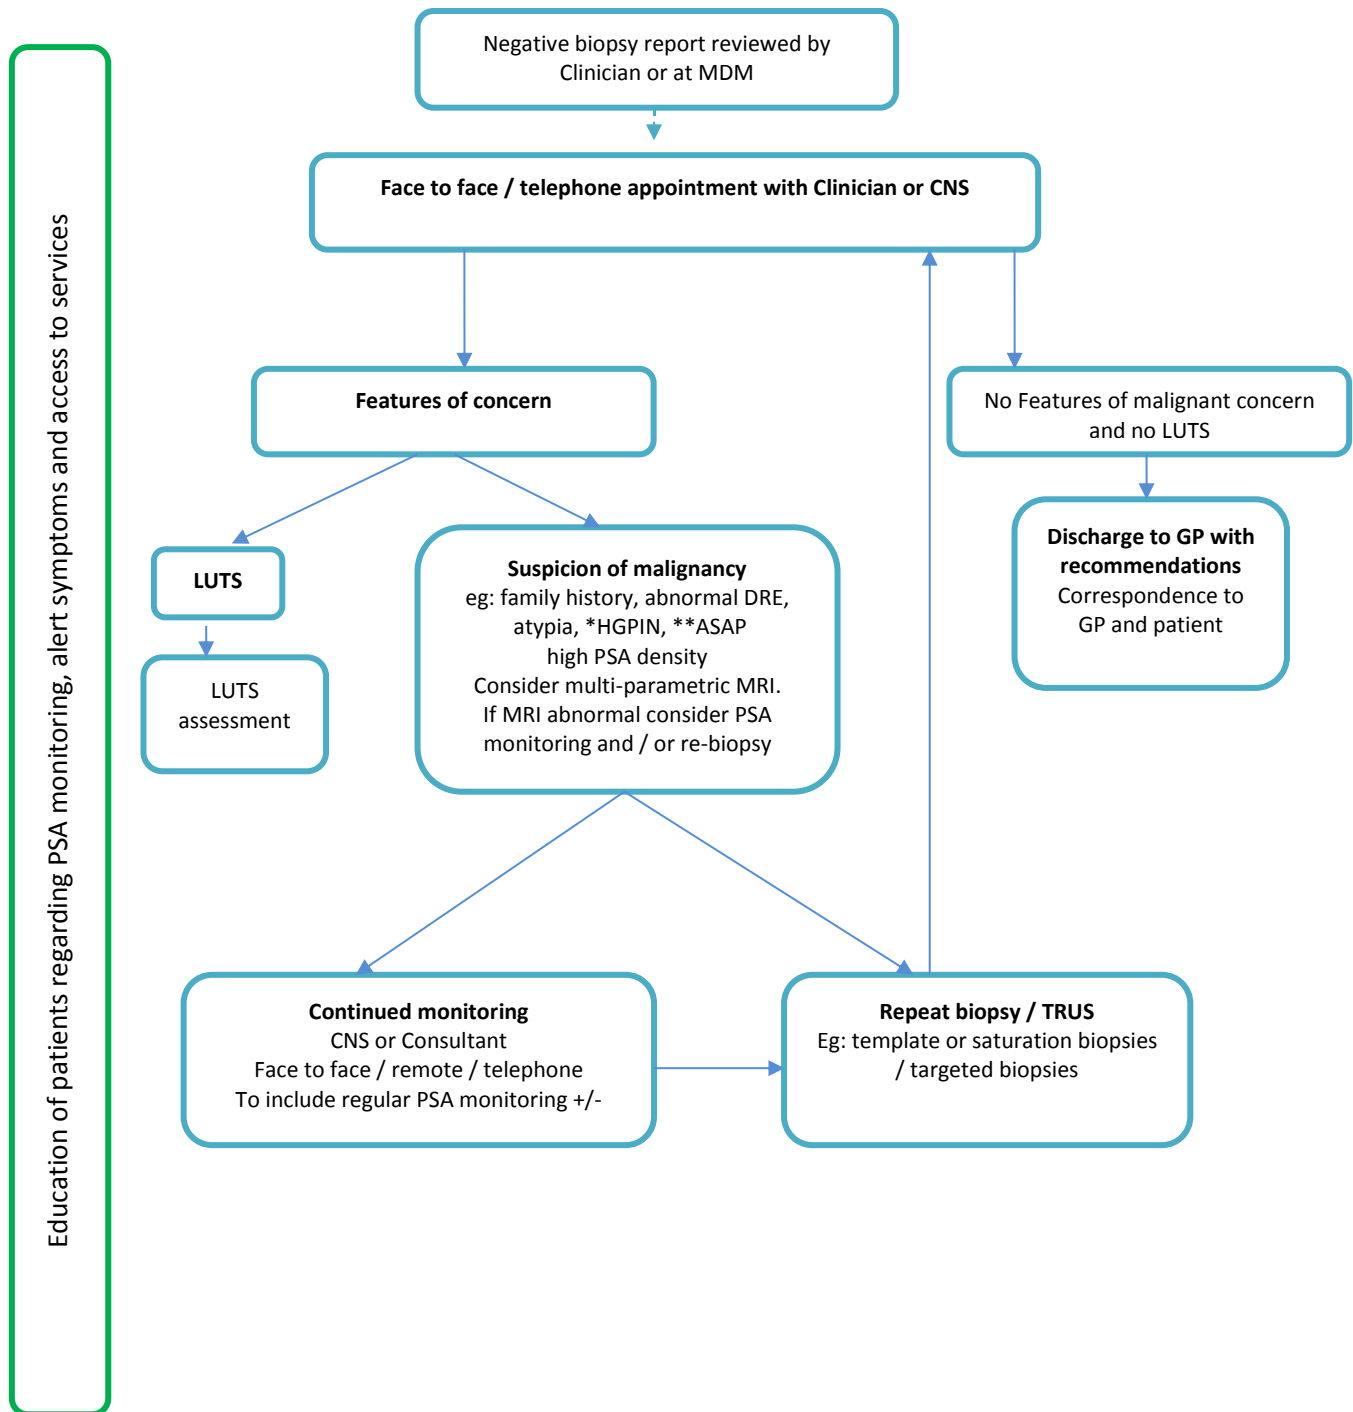 Education of patients regarding PSA monitoring, alert symptoms and access to services
Negative biopsy report reviewed by
Clinician or at MDM
Face to face / telephone appointment with Clinician or CNS
Features of concern
No Features of malignant concern
and no LUTS
LUTS
LUTS
assessment
Suspicion of malignancy
eg: family history, abnormal DRE,
atypia, *HGPIN, **ASAP
high PSA density
Consider multi-parametric MRI.
If MRI abnormal consider PSA
monitoring and / or re-biopsy
Discharge to GP with
recommendations
Correspondence to
GP and patient
Continued monitoring
CNS or Consultant
Face to face / remote / telephone
To include regular PSA monitoring +/-
Repeat biopsy / TRUS
Eg: template or saturation biopsies
/ targeted biopsies